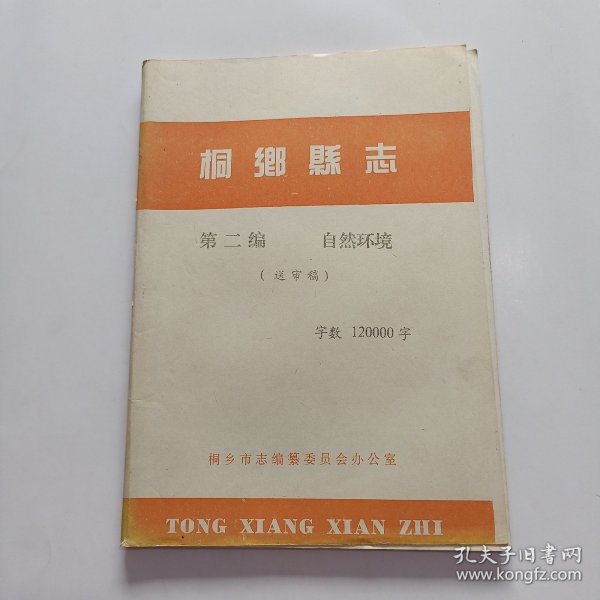 桐鄉縣志
第二编 自然环境
(送审稿)
字数 120000字
桐乡市志编纂委员会办公室
TONG XIANG XIAN ZHI
孔夫子旧书网
www.kongfz.com